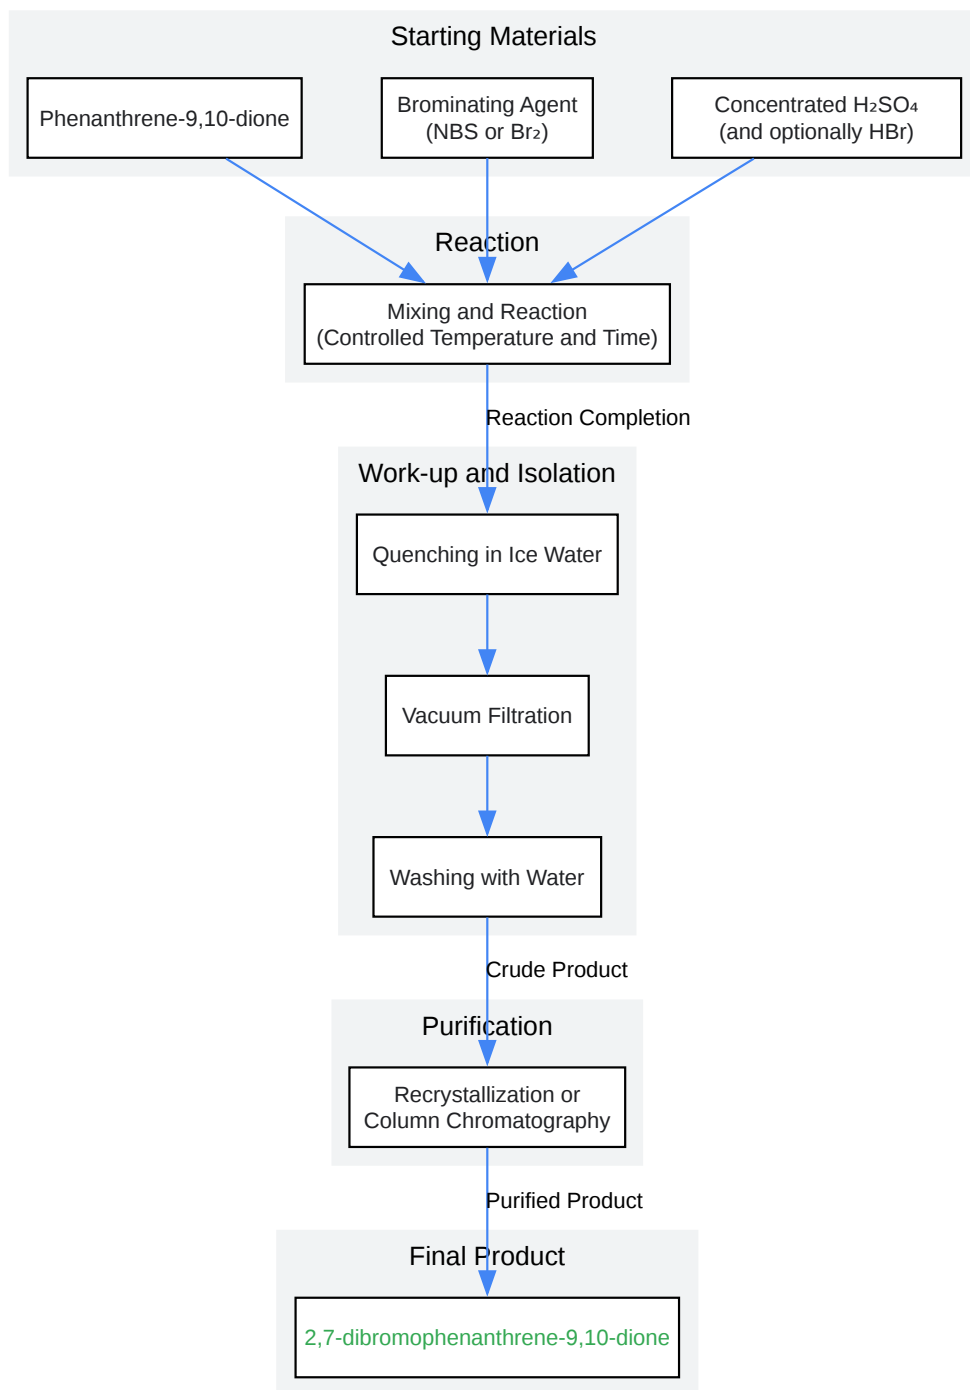 Starting Materials
Phenanthrene-9,10-dione
Brominating Agent
(NBS or Br₂)
Concentrated H₂SO₄
(and optionally HBr)
Reaction
Mixing and Reaction
(Controlled Temperature and Time)
Reaction Completion
Work-up and Isolation
Quenching in Ice Water
Vacuum Filtration
Washing with Water
Crude Product
Purification
Recrystallization or
Column Chromatography
Purified Product
Final Product
2,7-dibromophenanthrene-9,10-dione